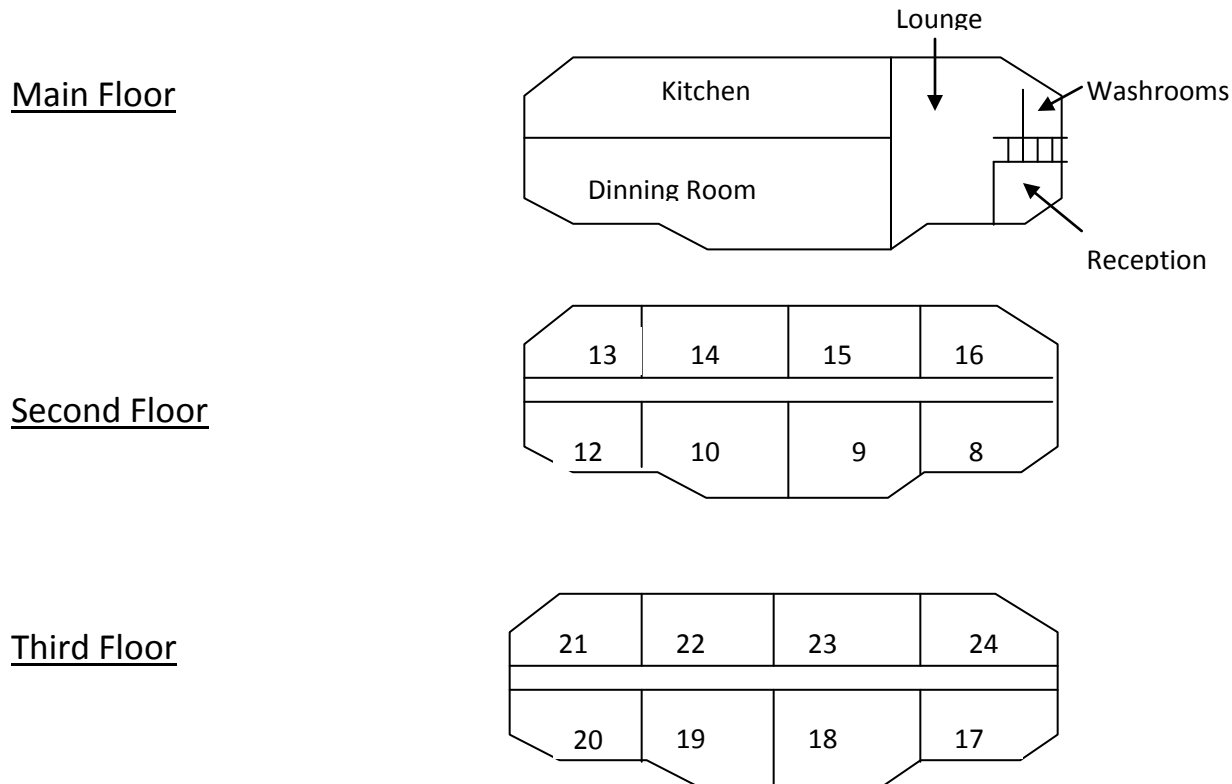 Lounge
Main Floor
Kitchen
Washrooms
Dinning Room
Reception
13 14 15 16
Second Floor
12 10 9 8
21 22 23 24
Third Floor
20 19 18 17